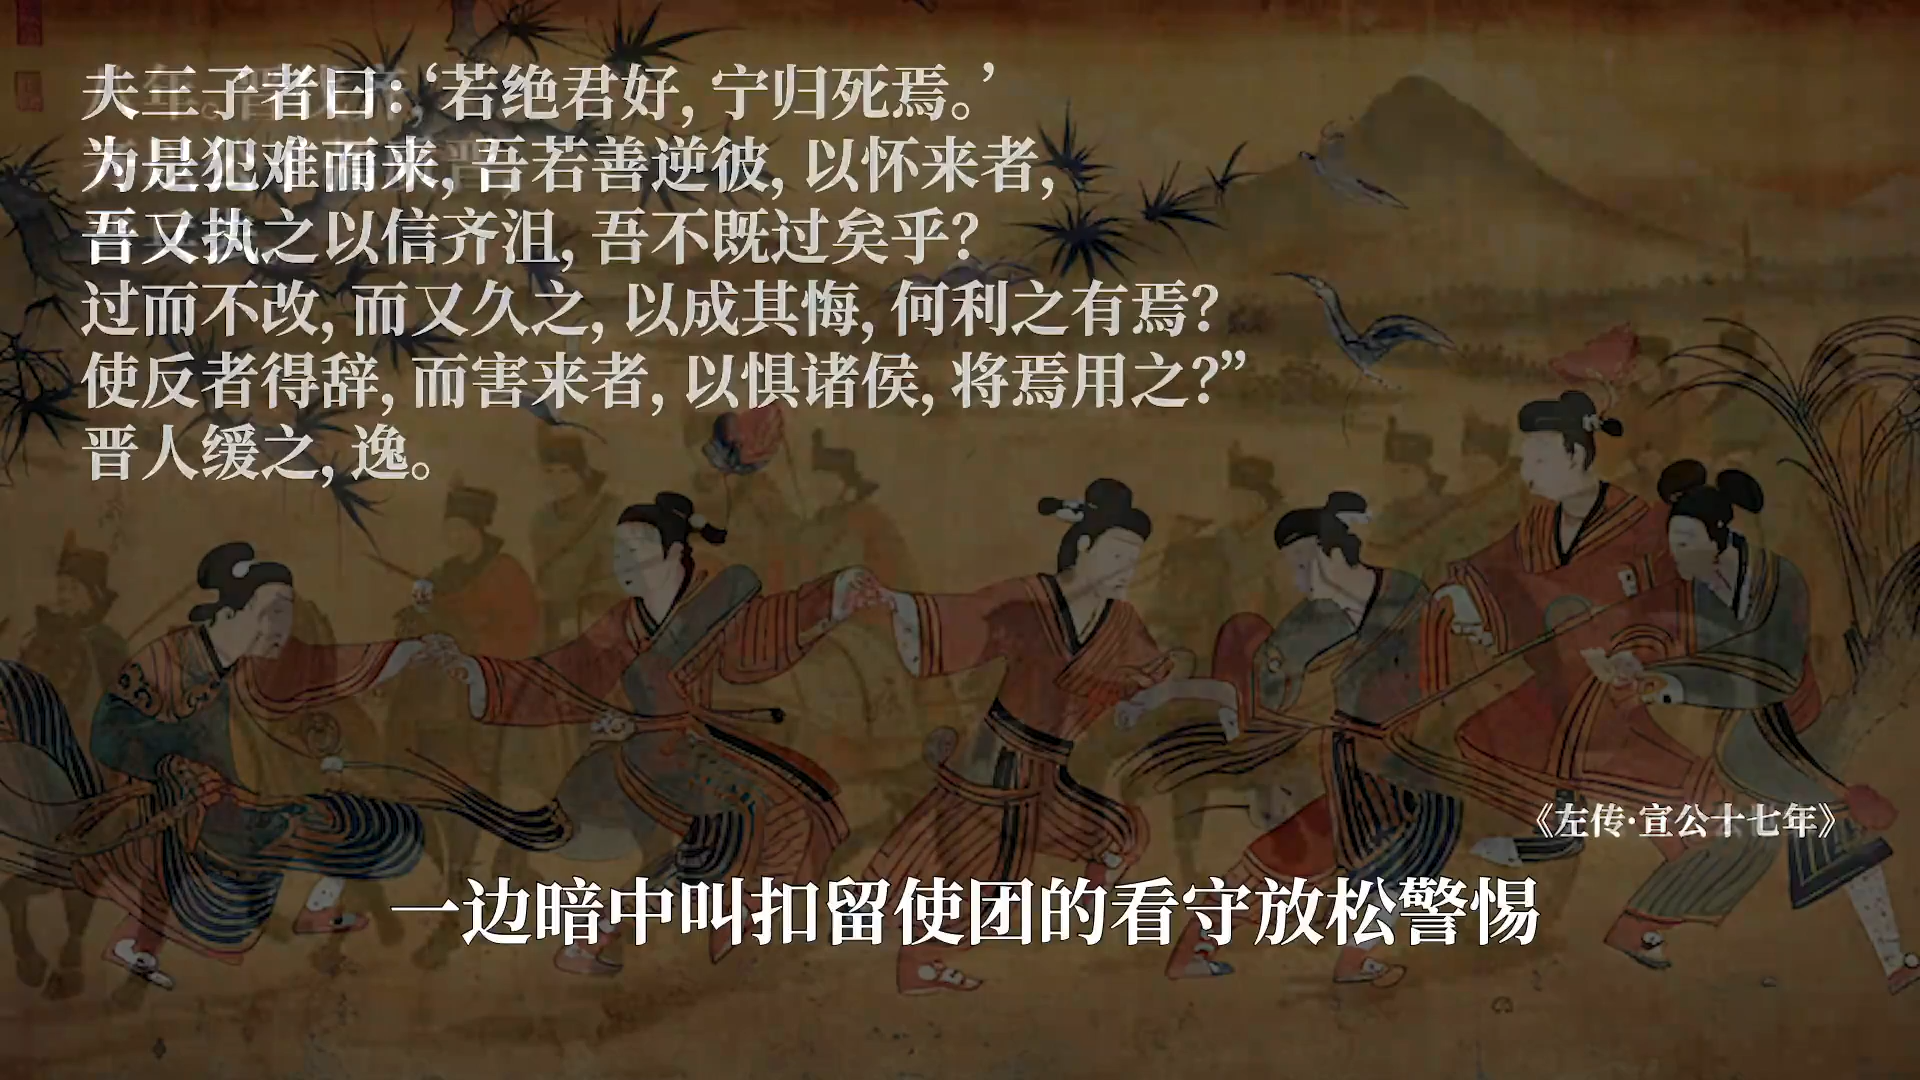 夫三子者曰：‘若绝君好，宁归死焉。’
为是犯难而来，吾若善逆彼，以怀来者，
吾又执之以信齐沮，吾不既过矣乎？
过而不改，而又久之，以成其悔，何利之有焉？
使反者得辞，而害来者，以惧诸侯，将焉用之？”
晋人缓之，逸。
《左传·宣公十七年》
一边暗中叫扣留使团的看守放松警惕